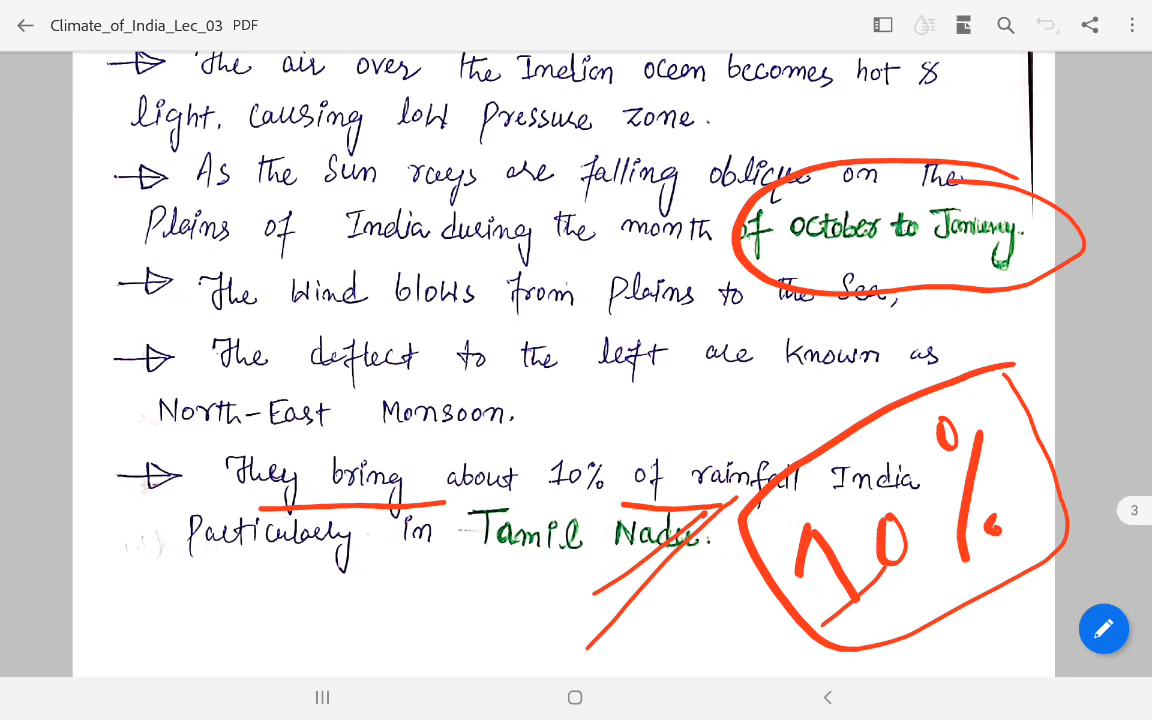 Climate_of_India_Lec_03 PDF
The air over the Indian ocean becomes hot &
light, causing low pressure zone.
As the Sun rays are falling oblique on the
Plains of India during the month of October to January.
The Wind blows from Plains to the Sea,
The deflect to the left are known as
North-East Monsoon.
They bring about 10% of rainfall India
Particularly in Tamil Nadu.
10%
3